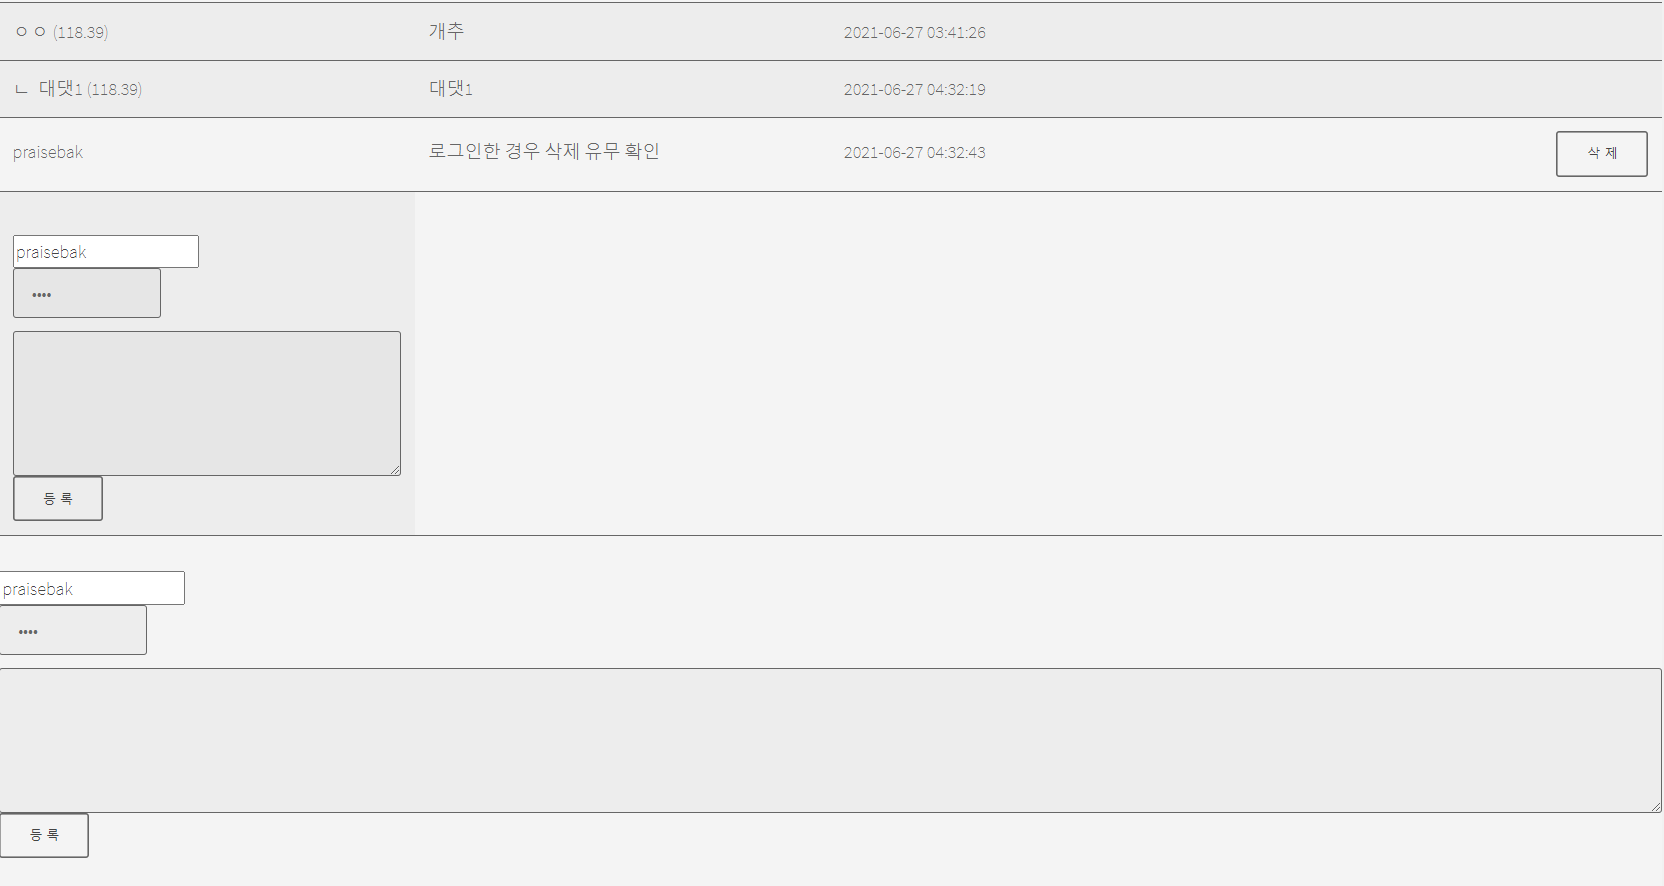 ㅇㅇ (118.39) 개추 2021-06-27 03:41:26
ㄴ 대댓1 (118.39) 대댓1 2021-06-27 04:32:19
praisebak 로그인한 경우 삭제 유무 확인 2021-06-27 04:32:43 삭 제
praisebak
••••
등 록
praisebak
••••
등 록